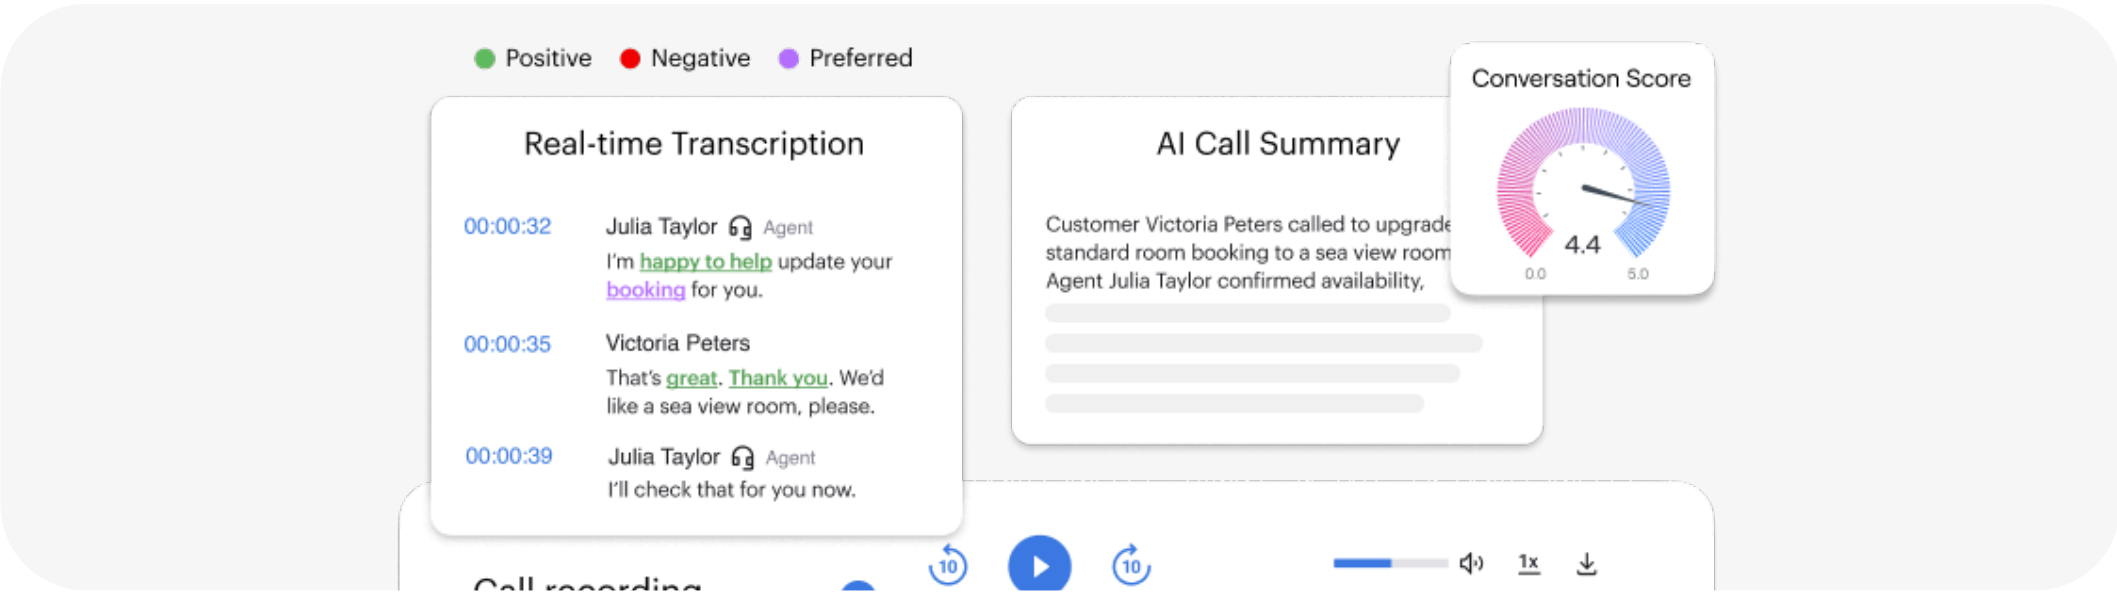 Positive Negative Preferred
Real-time Transcription
00:00:32 Julia Taylor Agent
I'm happy to help update your
booking for you.
00:00:35 Victoria Peters
That's great. Thank you. We'd
like a sea view room, please.
00:00:39 Julia Taylor Agent
I'll check that for you now.
AI Call Summary
Customer Victoria Peters called to upgrade
standard room booking to a sea view room
Agent Julia Taylor confirmed availability,
Conversation Score
4.4
0.0 5.0
Call recording
10 10 1x